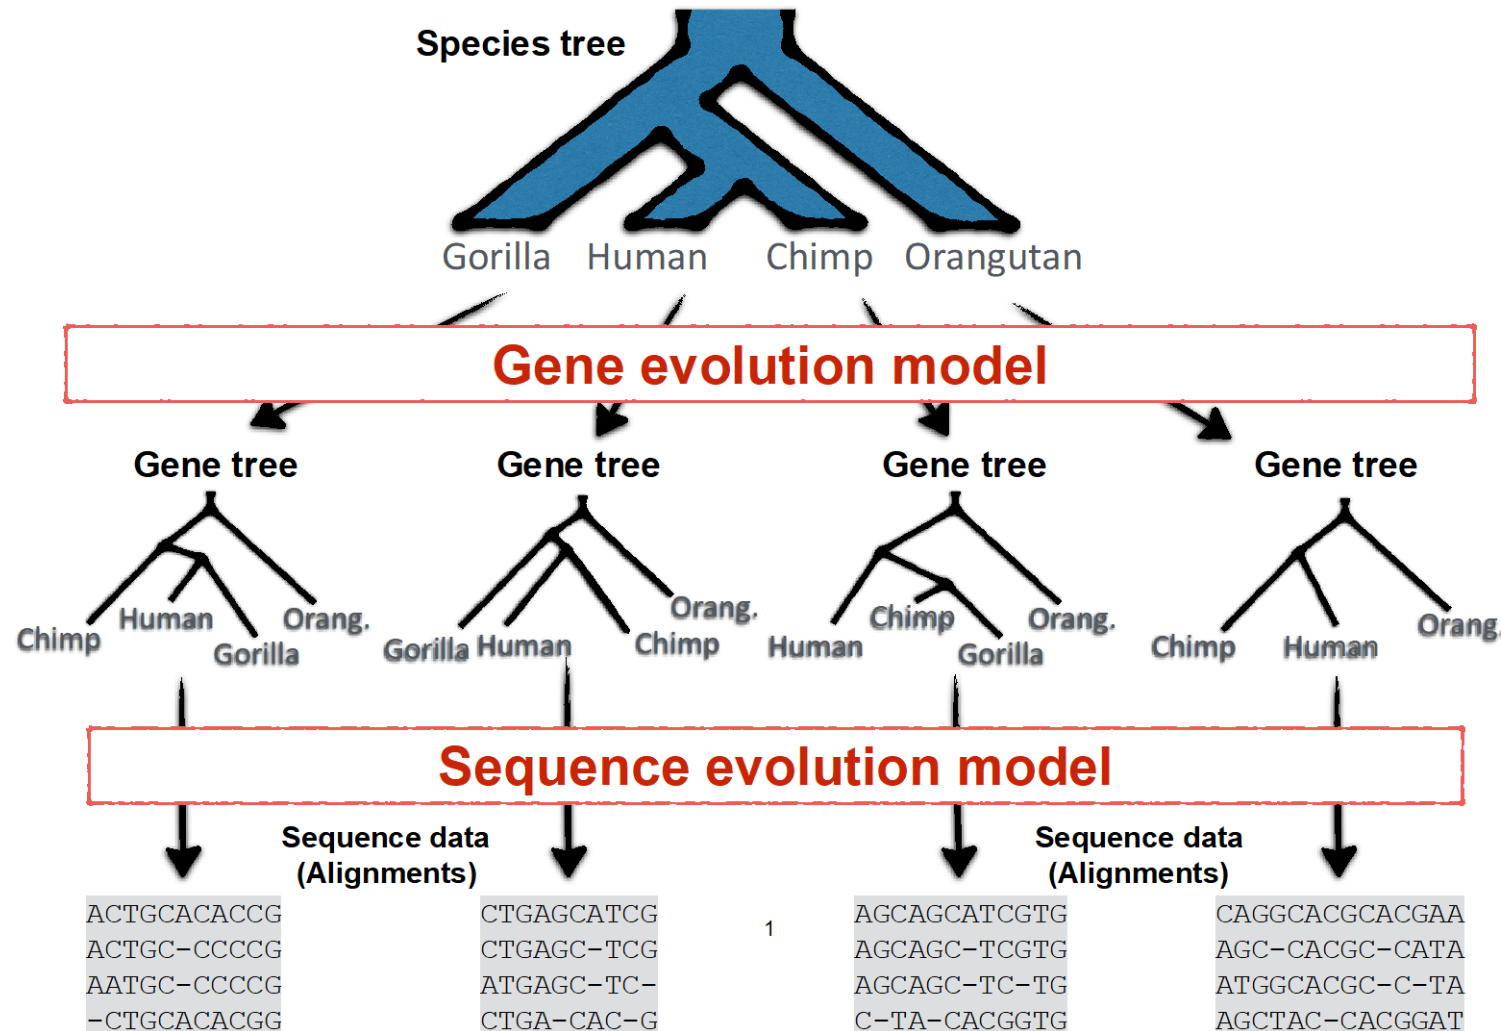 Species tree
Gorilla Human Chimp Orangutan
Gene evolution model
Gene tree Gene tree Gene tree Gene tree
Chimp Human Gorilla Orang.
Gorilla Human Chimp Orang.
Human Chimp Gorilla Orang.
Chimp Human Orang.
Sequence evolution model
Sequence data
(Alignments)
Sequence data
(Alignments)
ACTGCACACCG
ACTGC-CCCCG
AATGC-CCCCG
-CTGCACACGG
CTGAGCATCG
CTGAGC-TCG
ATGAGC-TC-
CTGA-CAC-G
1
AGCAGCATCGTG
AGCAGC-TCGTG
AGCAGC-TC-TG
C-TA-CACGGTG
CAGGCACGCACGAA
AGC-CACGC-CATA
ATGGCACGC-C-TA
AGCTAC-CACGGAT